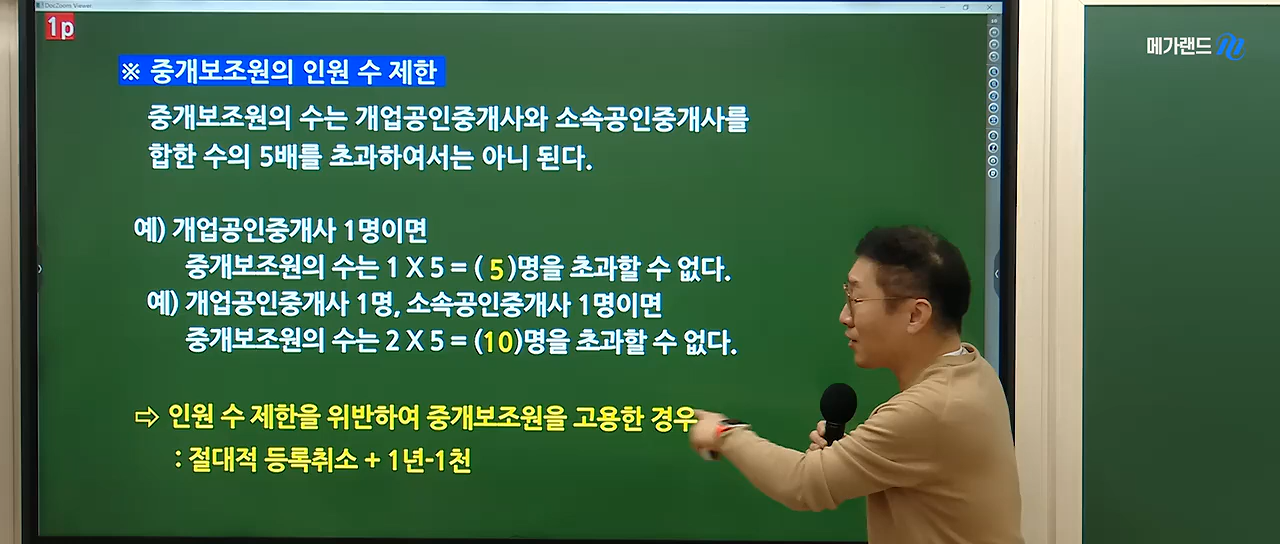 DocZoom_Viewer
1p
메가랜드
※ 중개보조원의 인원 수 제한
중개보조원의 수는 개업공인중개사와 소속공인중개사를
합한 수의 5배를 초과하여서는 아니 된다.
예) 개업공인중개사 1명이면
중개보조원의 수는 1 X 5 = ( 5 )명을 초과할 수 없다.
예) 개업공인중개사 1명, 소속공인중개사 1명이면
중개보조원의 수는 2 X 5 = (10)명을 초과할 수 없다.
⇨ 인원 수 제한을 위반하여 중개보조원을 고용한 경우
: 절대적 등록취소 + 1년-1천